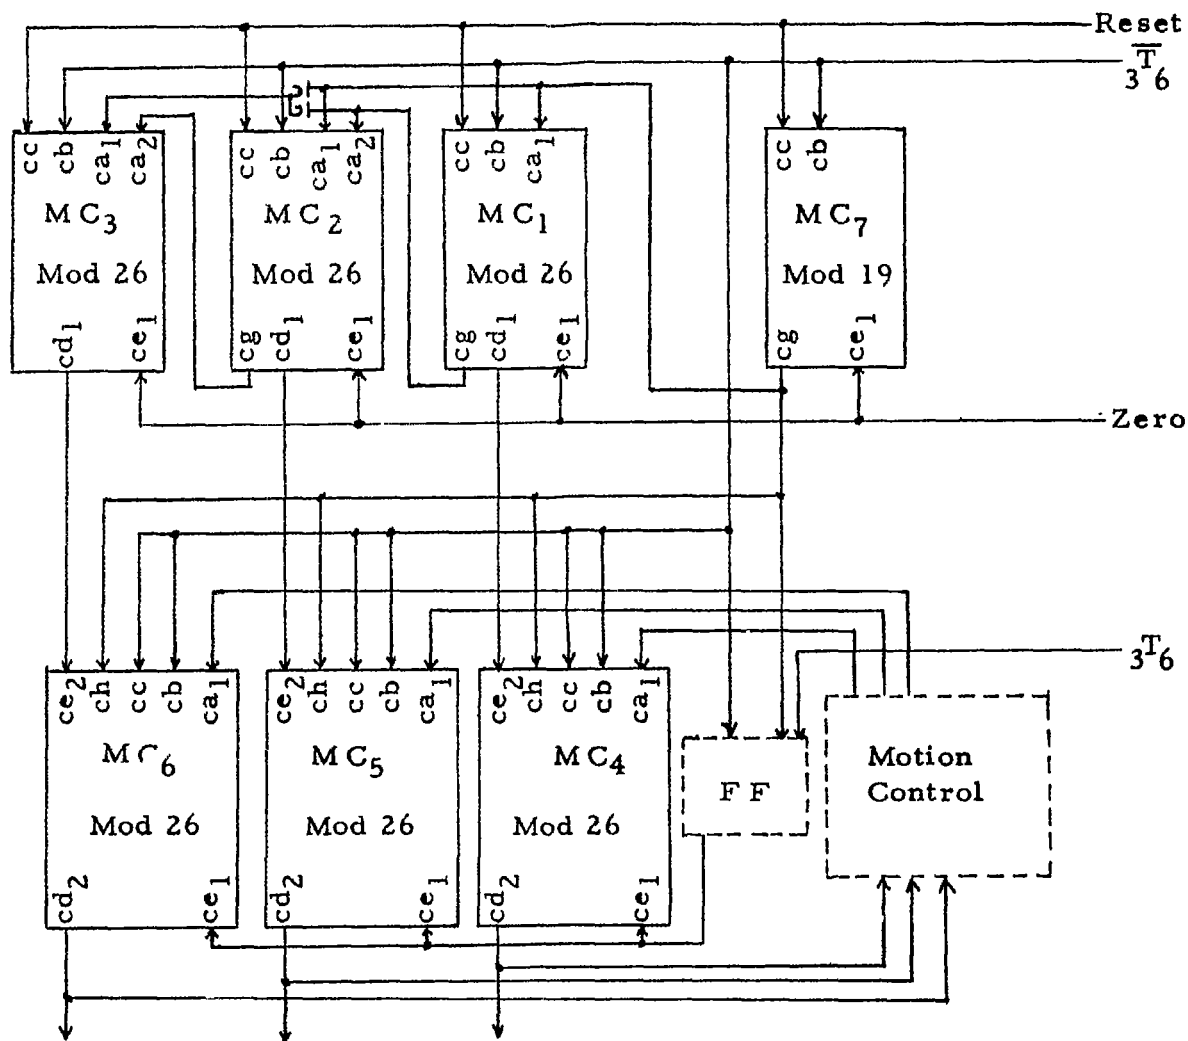 Reset
3T̅6
cc cb ca1 ca2
cc cb ca1 ca2
cc cb ca1
cc cb
MC3
MC2
MC1
MC7
Mod 26
Mod 26
Mod 26
Mod 19
cd1 ce1
cg cd1 ce1
cg cd1 ce1
cg ce1
Zero
3T6
ce2 ch cc cb ca1
ce2 ch cc cb ca1
ce2 ch cc cb ca1
MC6
MC5
MC4
FF
Motion
Control
Mod 26
Mod 26
Mod 26
cd2 ce1
cd2 ce1
cd2 ce1